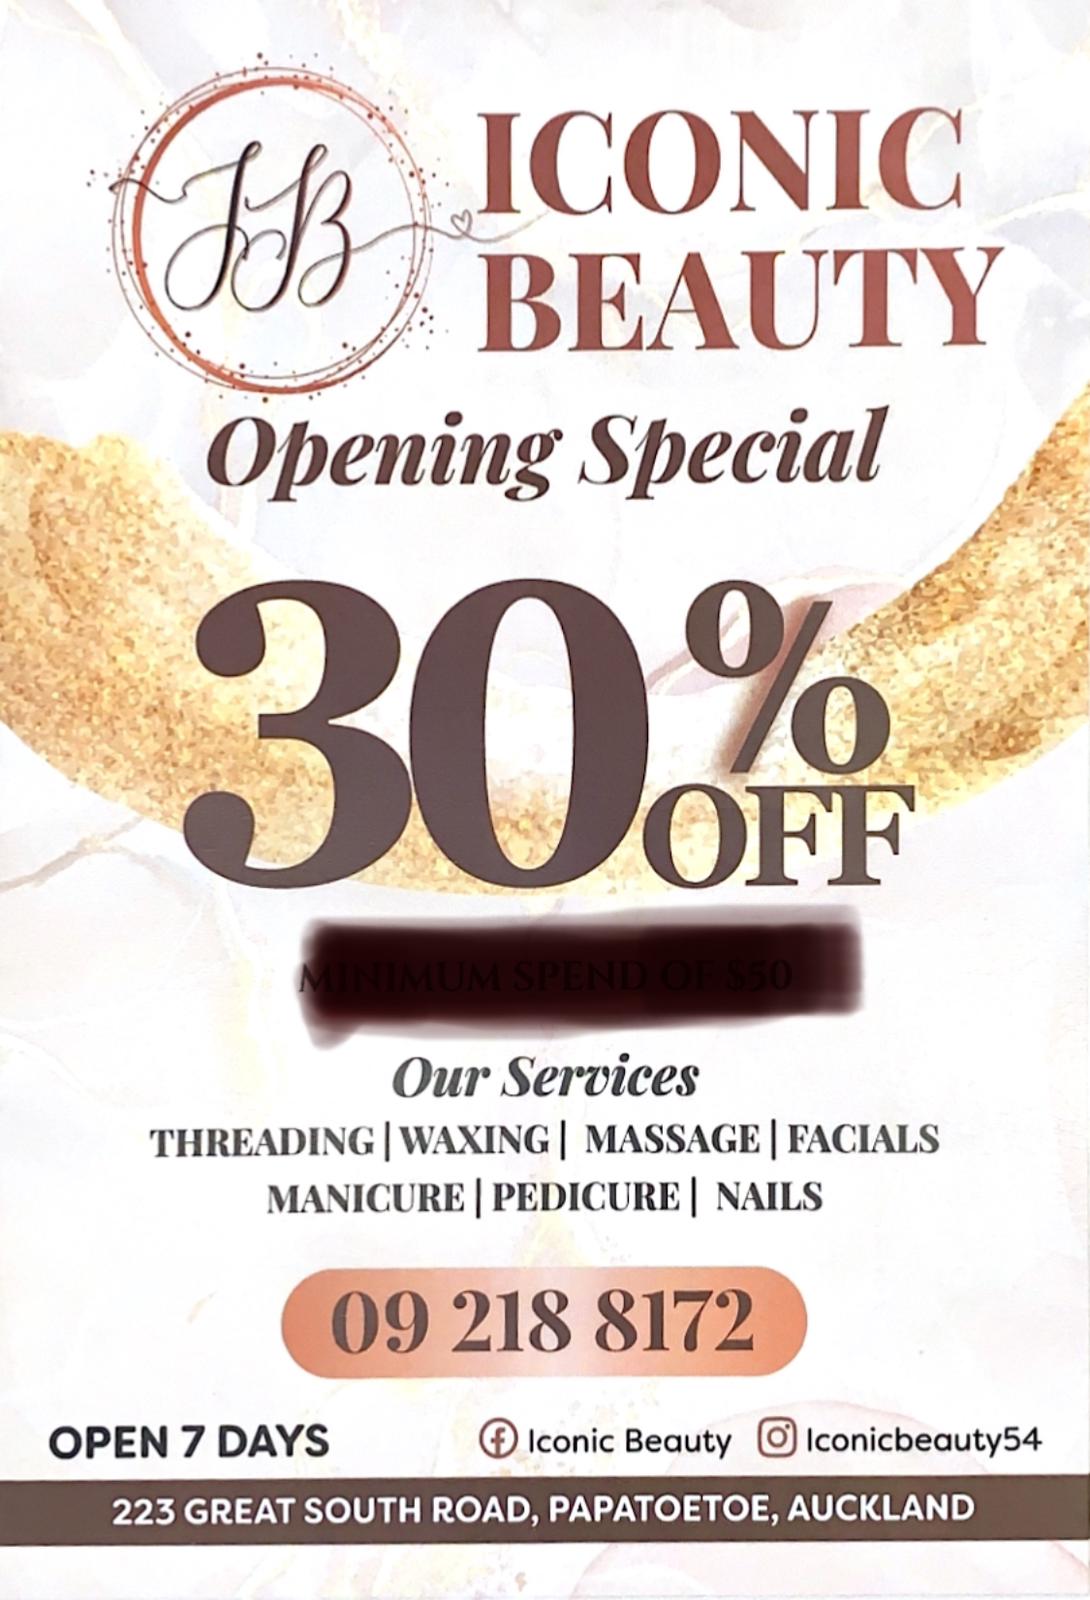 IB
ICONIC
BEAUTY
Opening Special
30%
OFF
MINIMUM SPEND OF $50
Our Services
THREADING | WAXING | MASSAGE | FACIALS
MANICURE | PEDICURE | NAILS
09 218 8172
OPEN 7 DAYS
Iconic Beauty
Iconicbeauty54
223 GREAT SOUTH ROAD, PAPATOETOE, AUCKLAND